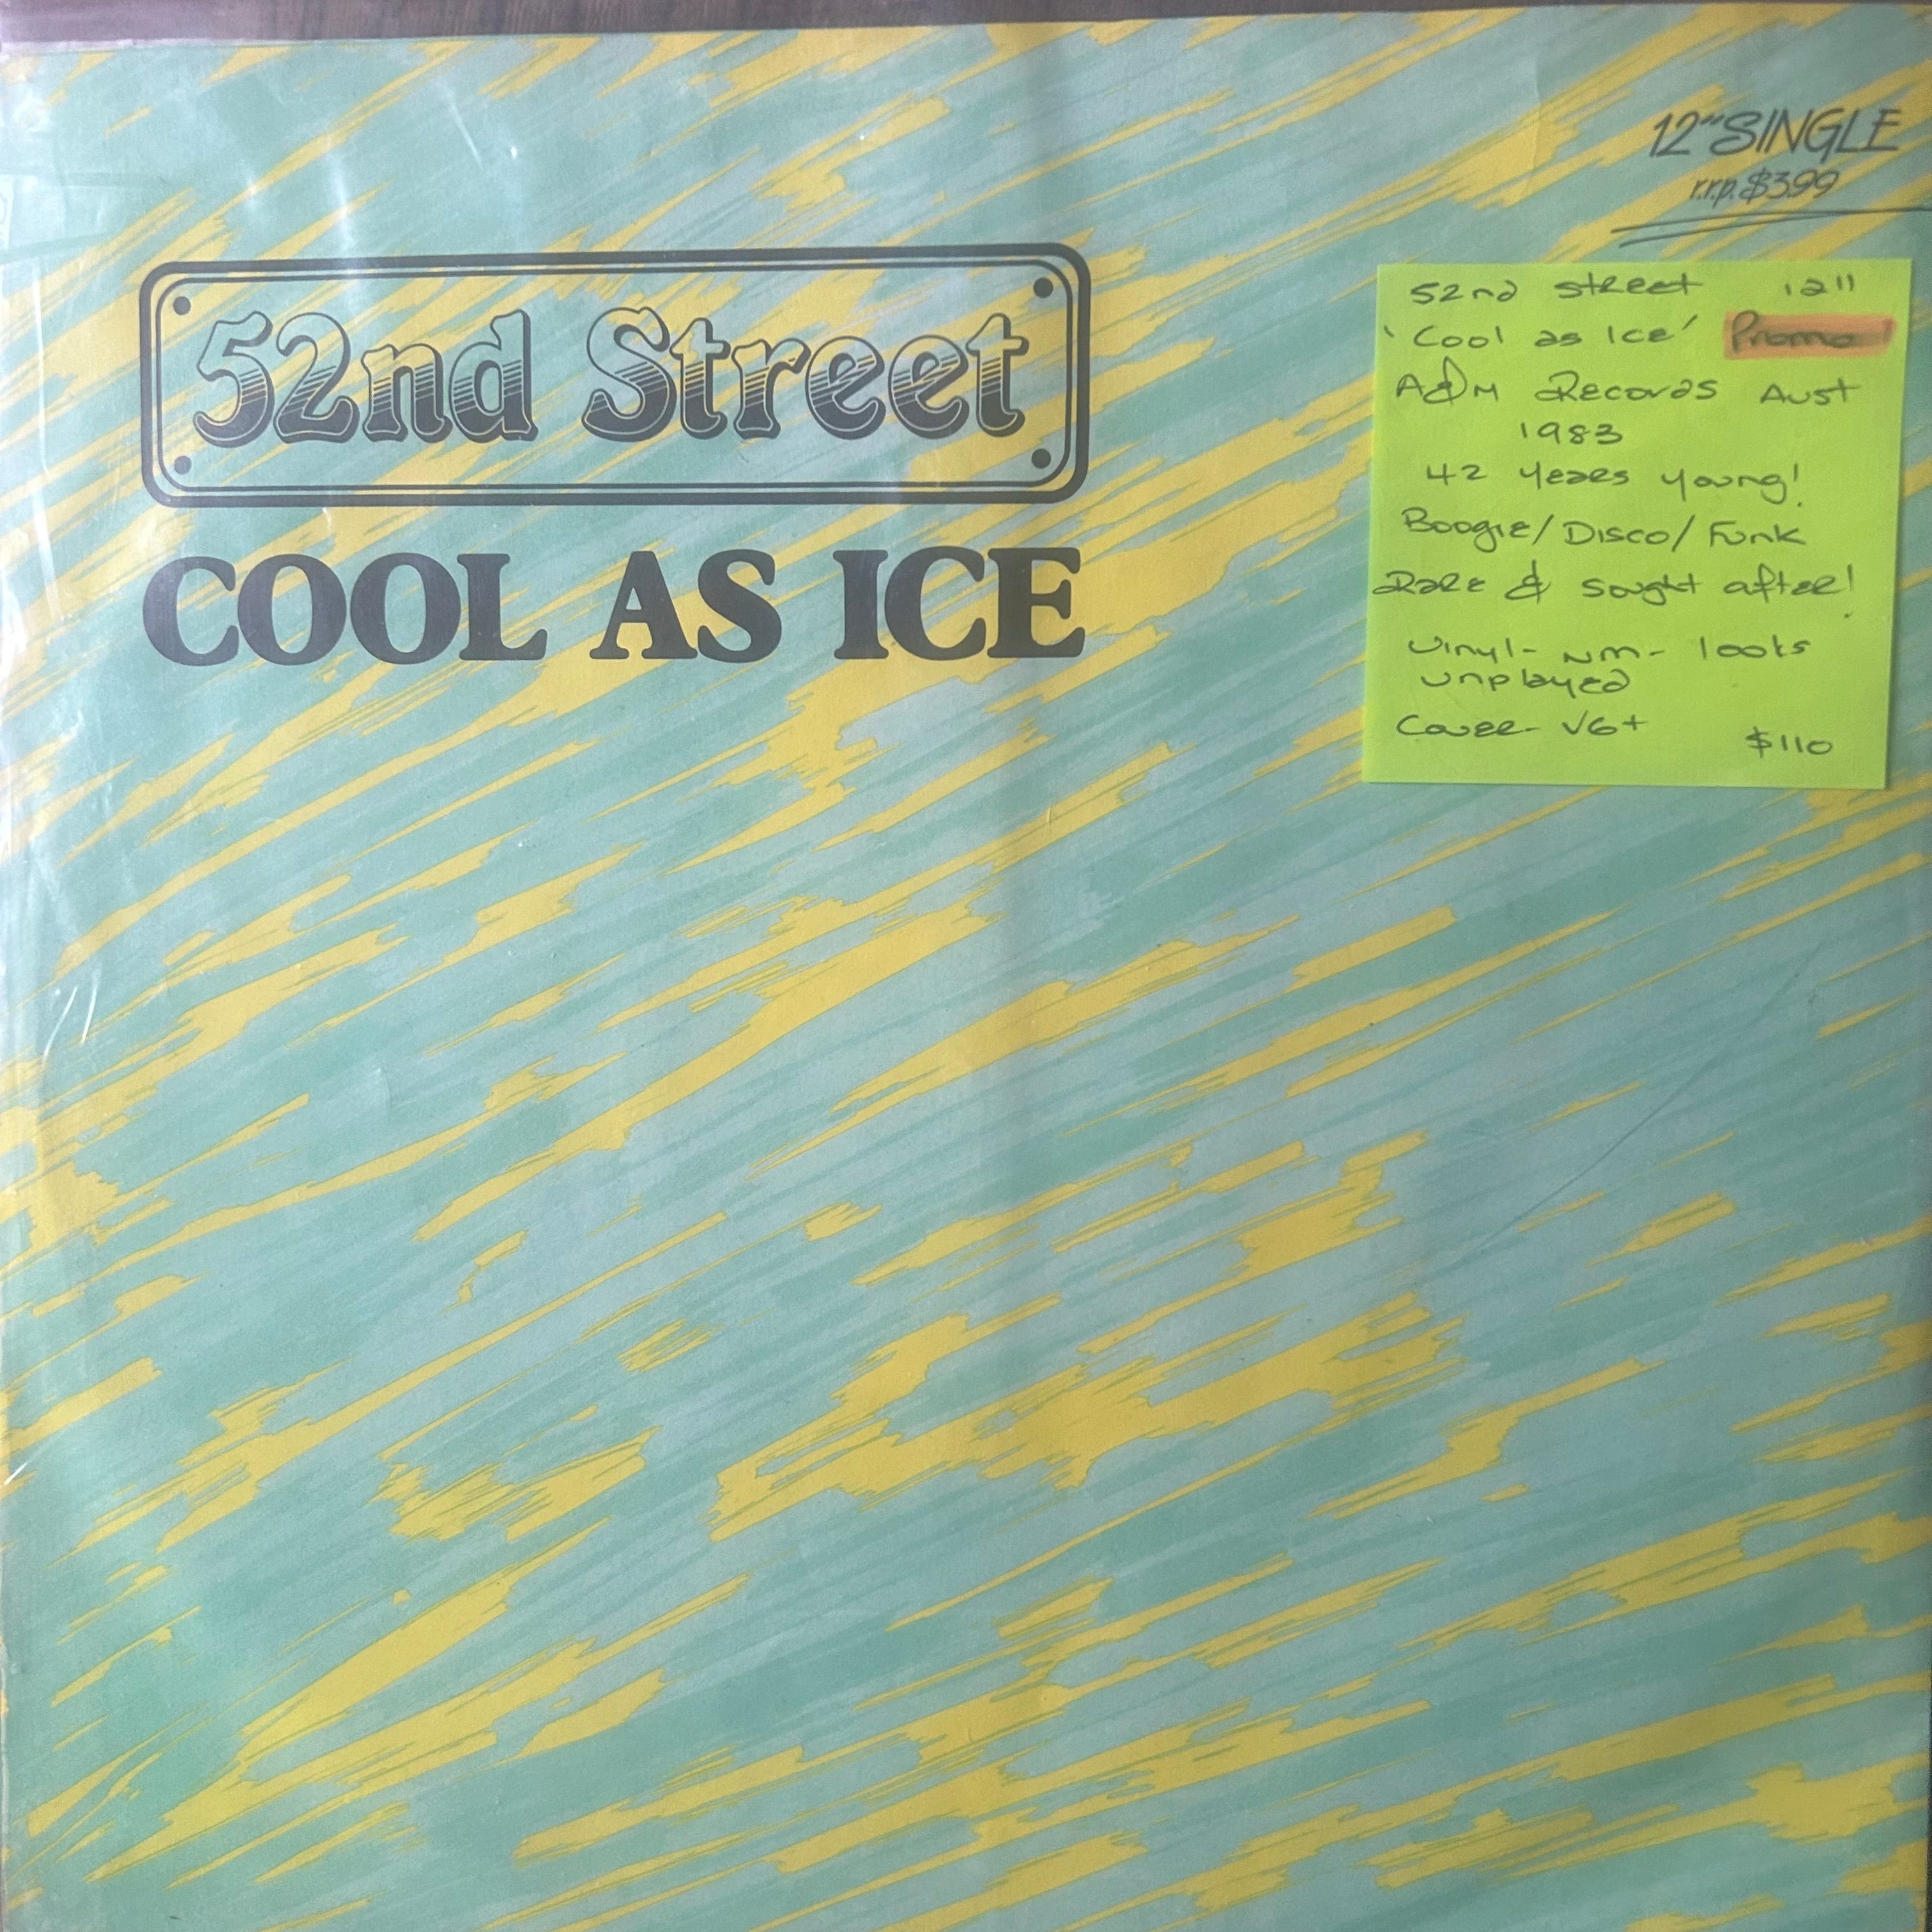 12" SINGLE
r.r.p. $3.99
52nd Street
COOL AS ICE
52nd Street 12"
'Cool as Ice' Promo!
A&M Records Aust
1983
42 years young!
Boogie/Disco/Funk
Rare & sought after!
Vinyl- NM- looks
unplayed
Cover- VG+
$110